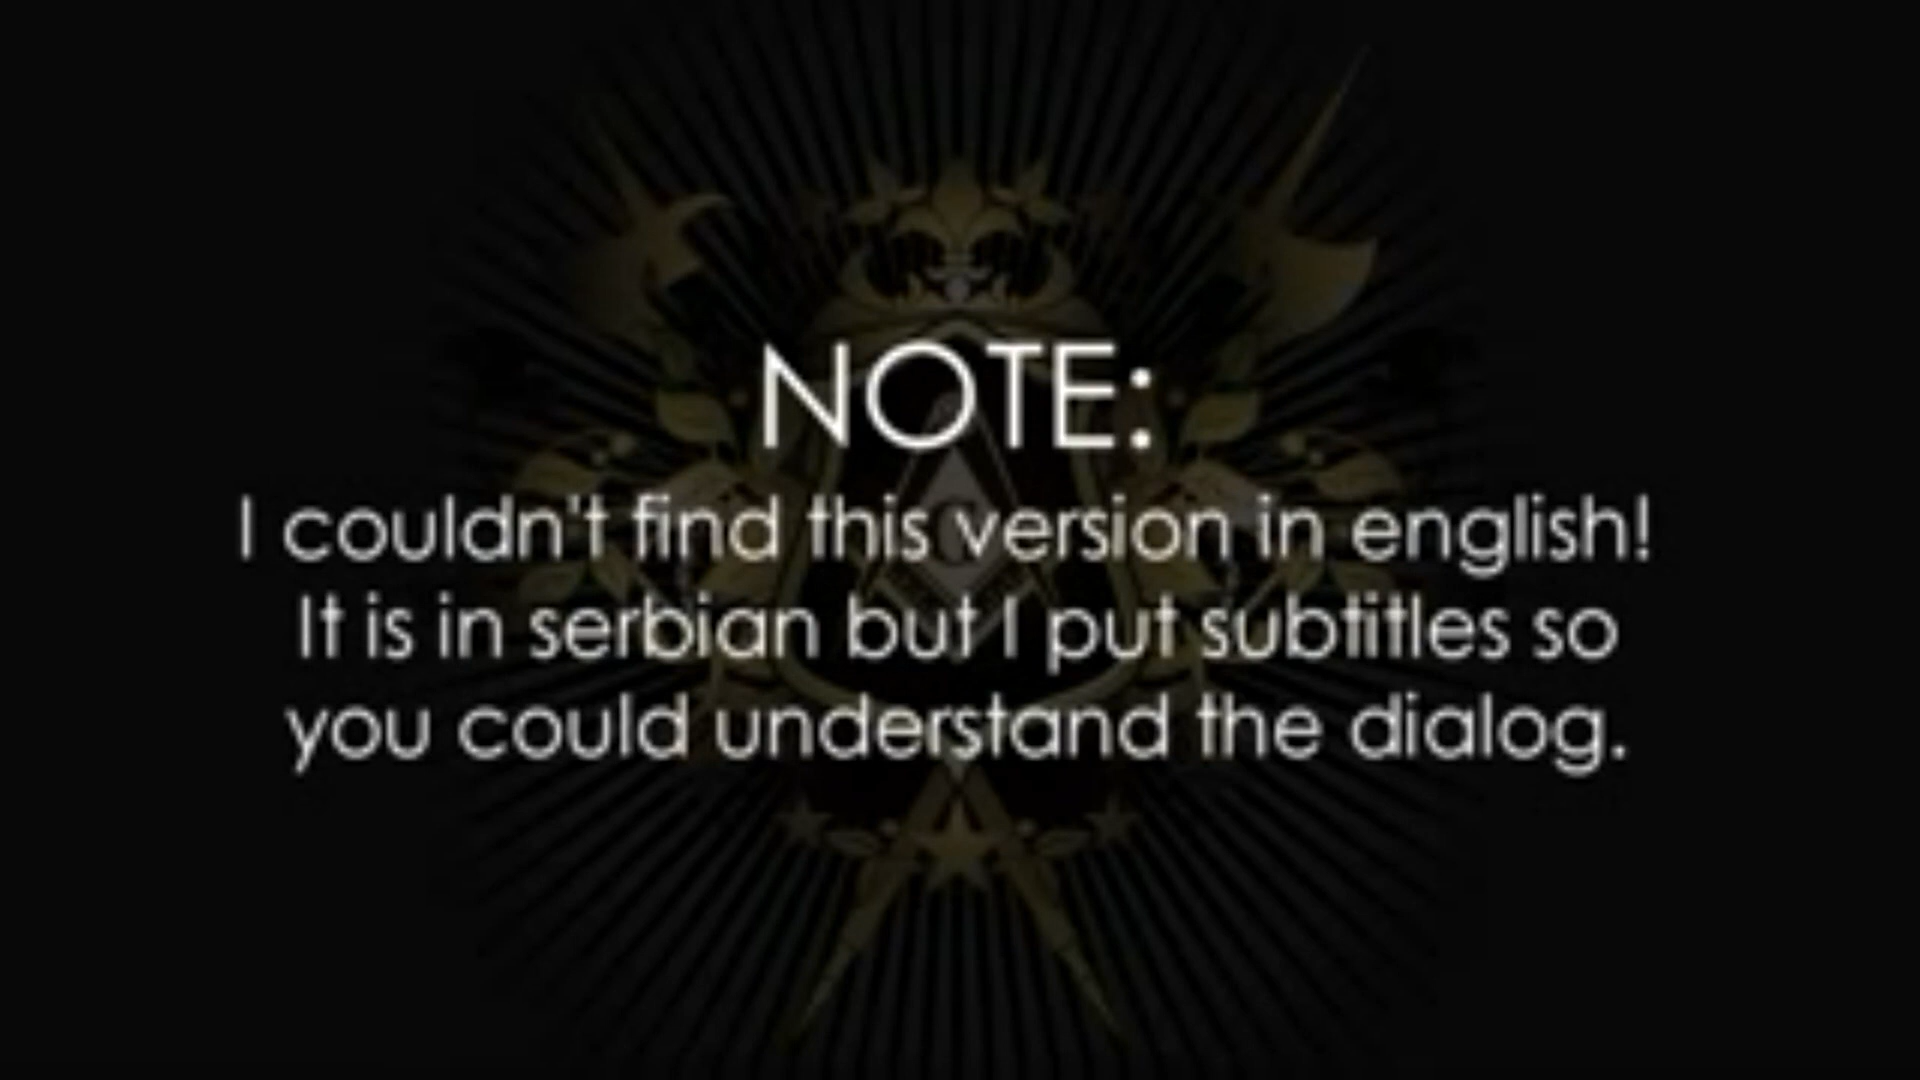 NOTE:
I couldn't find this version in english!
It is in serbian but I put subtitles so
you could understand the dialog.
G